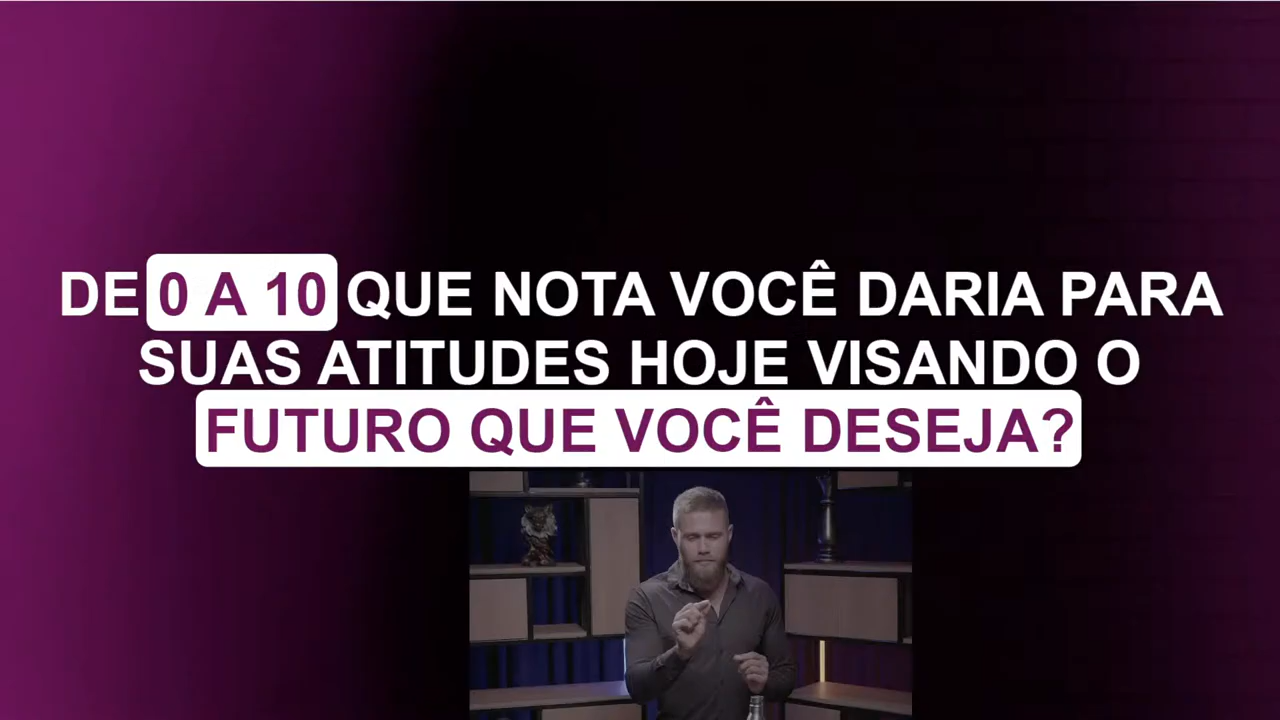 DE 0 A 10 QUE NOTA VOCÊ DARIA PARA
SUAS ATITUDES HOJE VISANDO O
FUTURO QUE VOCÊ DESEJA?